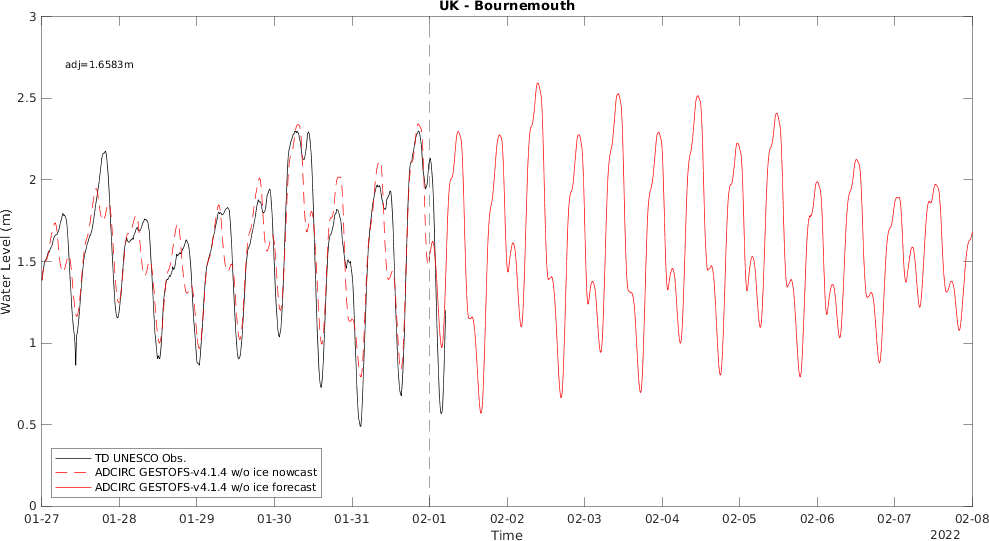 UK - Bournemouth
adj=1.6583m
3
2.5
2
1.5
1
0.5
0
Water Level (m)
TD UNESCO Obs.
ADCIRC GESTOFS-v4.1.4 w/o ice nowcast
ADCIRC GESTOFS-v4.1.4 w/o ice forecast
01-27 01-28 01-29 01-30 01-31 02-01 02-02 02-03 02-04 02-05 02-06 02-07 02-08
Time
2022